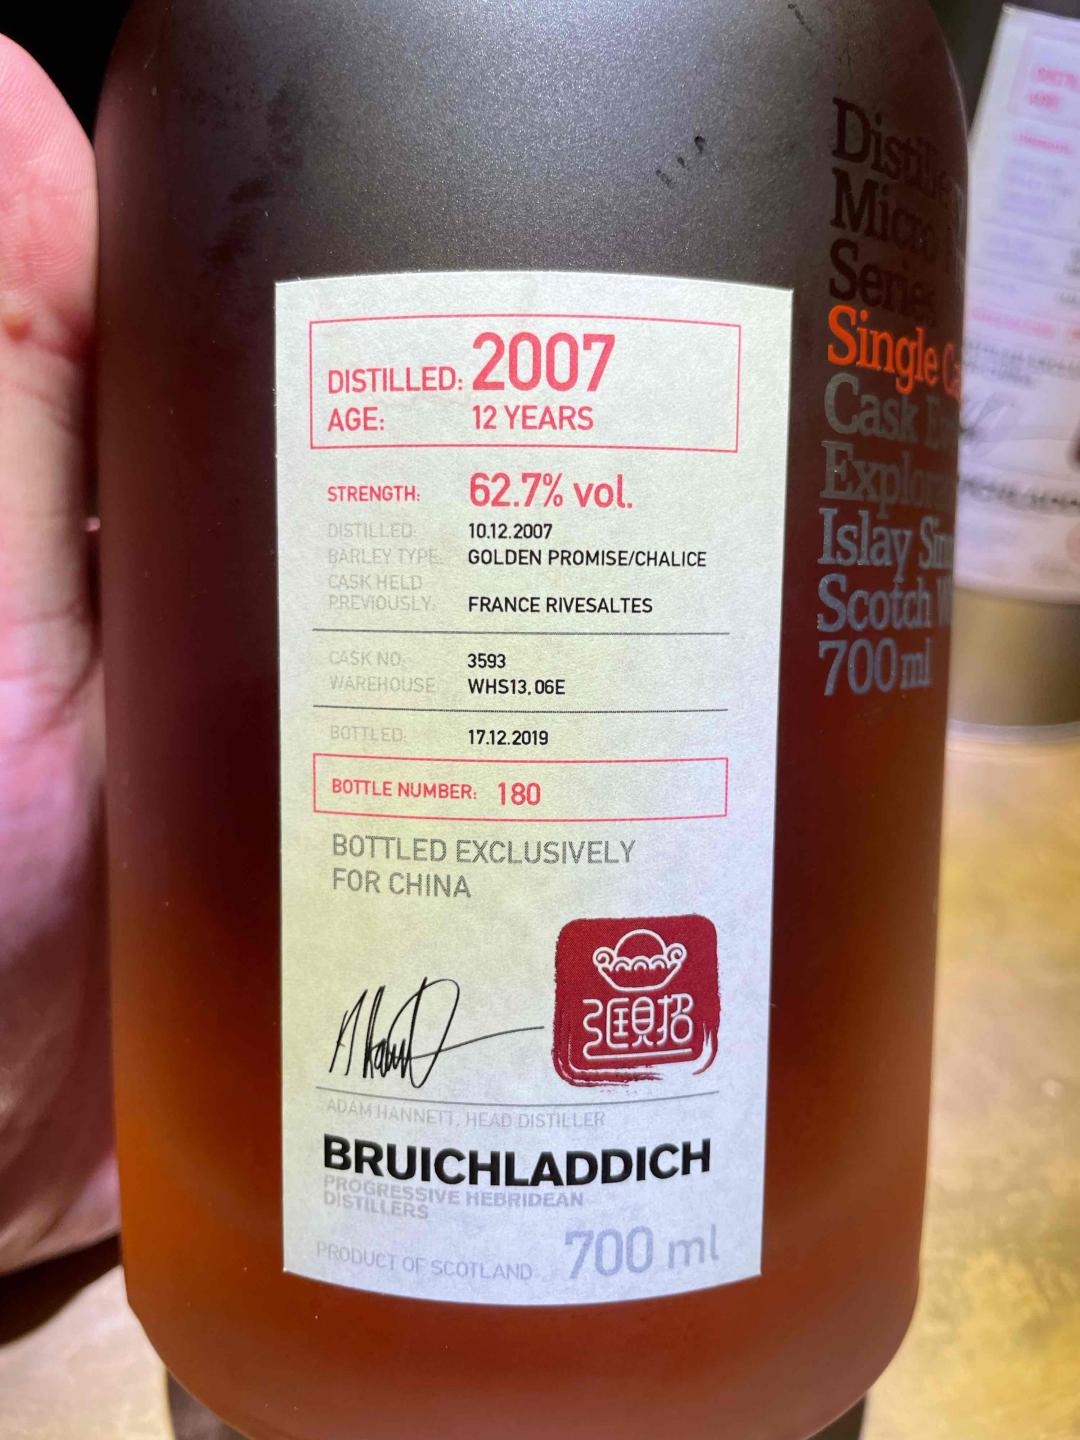 DISTILLED: 2007
AGE: 12 YEARS
STRENGTH: 62.7% vol.
DISTILLED: 10.12.2007
BARLEY TYPE: GOLDEN PROMISE/CHALICE
CASK HELD
PREVIOUSLY: FRANCE RIVESALTES
CASK NO: 3593
WAREHOUSE: WHS13,06E
BOTTLED: 17.12.2019
BOTTLE NUMBER: 180
BOTTLED EXCLUSIVELY
FOR CHINA
ADAM HANNETT, HEAD DISTILLER
BRUICHLADDICH
PROGRESSIVE HEBRIDEAN
DISTILLERS
PRODUCT OF SCOTLAND 700 ml
Micro
Series
Single
Cask
Islay
Scotch
700 ml